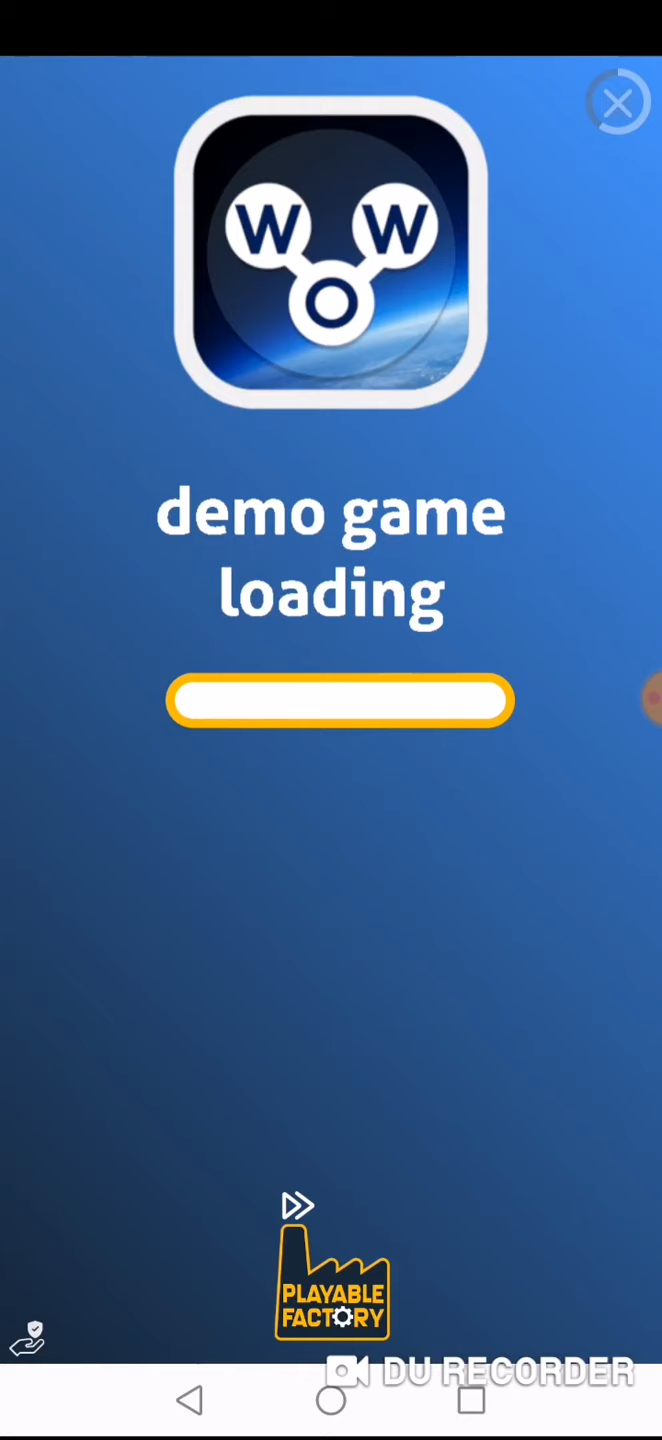 W W
O
demo game
loading
PLAYABLE
FACTORY
DU RECORDER